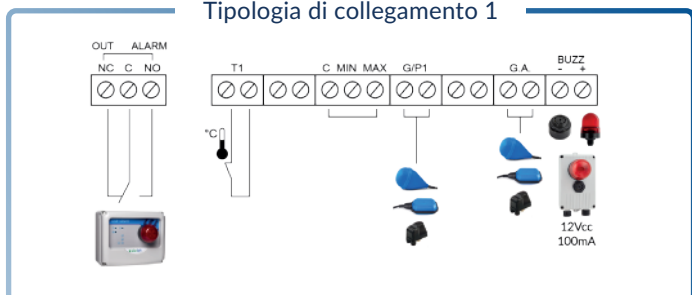 Tipologia di collegamento 1
OUT ALARM
NC C NO
T1
C MIN MAX
G/P1
G.A.
BUZZ
- +
°C
12Vcc
100mA